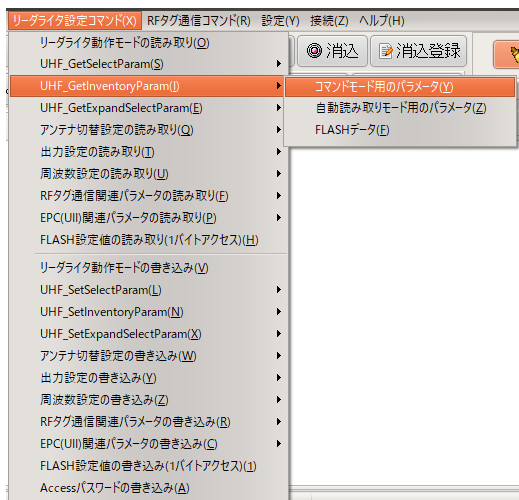 リーダライタ設定コマンド(X) RFタグ通信コマンド(R) 設定(Y) 接続(Z) ヘルプ(H)
消込 消込登録
リーダライタ動作モードの読み取り(O)
UHF_GetSelectParam(S)
UHF_GetInventoryParam(I)
コマンドモード用のパラメータ(Y)
UHF_GetExpandSelectParam(E)
自動読み取りモード用のパラメータ(Z)
アンテナ切替設定の読み取り(Q)
FLASHデータ(F)
出力設定の読み取り(T)
周波数設定の読み取り(U)
RFタグ通信関連パラメータの読み取り(F)
EPC(UII)関連パラメータの読み取り(P)
FLASH設定値の読み取り(1バイトアクセス)(H)
リーダライタ動作モードの書き込み(V)
UHF_SetSelectParam(L)
UHF_SetInventoryParam(N)
UHF_SetExpandSelectParam(X)
アンテナ切替設定の書き込み(W)
出力設定の書き込み(Y)
周波数設定の書き込み(Z)
RFタグ通信関連パラメータの書き込み(R)
EPC(UII)関連パラメータの書き込み(C)
FLASH設定値の書き込み(1バイトアクセス)(1)
Accessパスワードの書き込み(A)